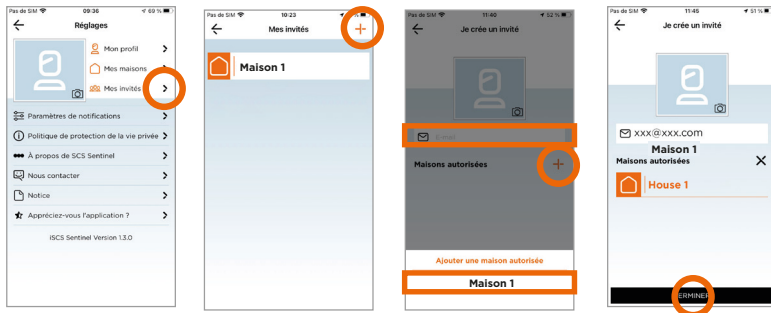 Pas de SIM 09:36 69 %
Réglages
Mon profil
Mes maisons
Mes invités
Paramètres de notifications
Politique de protection de la vie privée
À propos de SCS Sentinel
Nous contacter
Notice
Appréciez-vous l'application ?
iSCS Sentinel Version 1.3.0
Pas de SIM 10:23 %
Mes invités
Maison 1
Pas de SIM 11:40 52 %
Je crée un invité
E-mail
Maisons autorisées
Ajouter une maison autorisée
Maison 1
Pas de SIM 11:45 51 %
Je crée un invité
xxx@xxx.com
Maison 1
Maisons autorisées
House 1
TERMINER